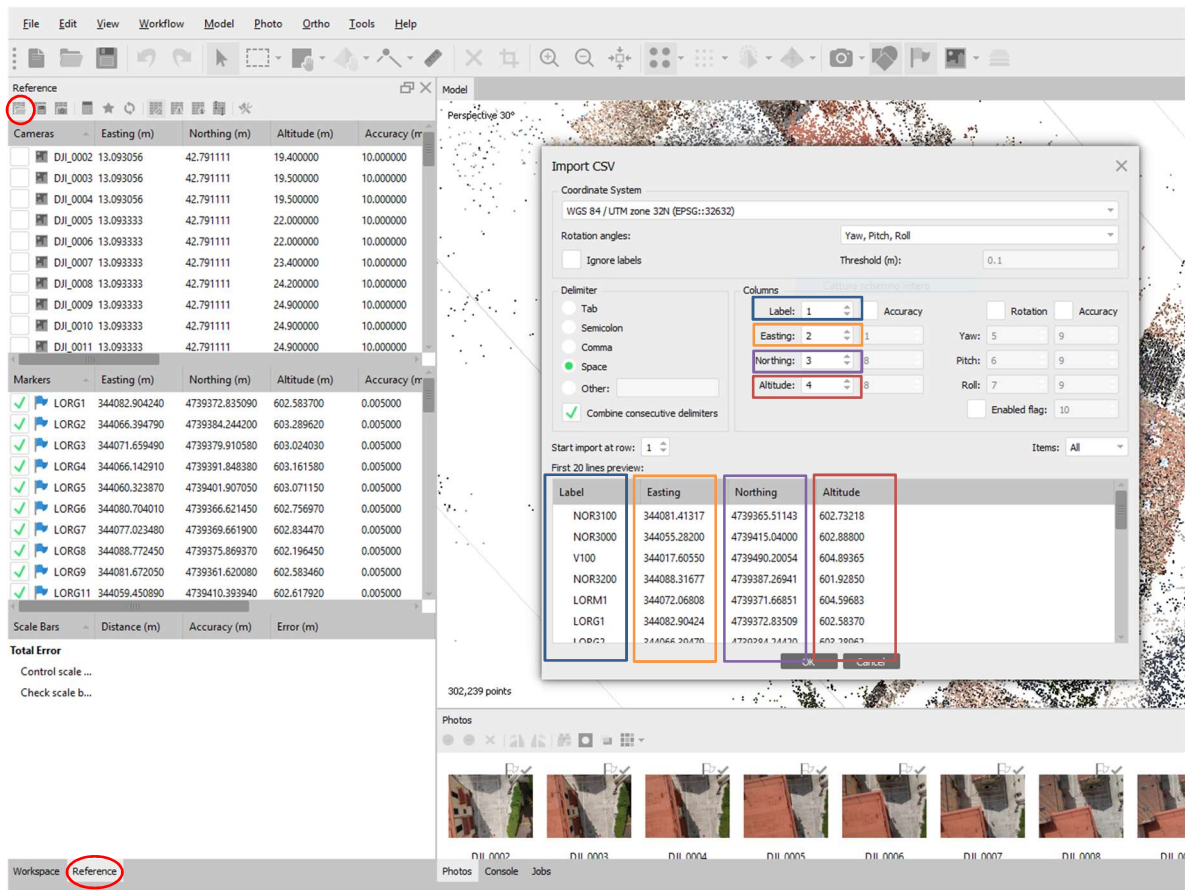 File Edit View Workflow Model Photo Ortho Tools Help
Reference
Cameras Easting (m) Northing (m) Altitude (m) Accuracy (m
DJI_0002 13.093056 42.791111 19.400000 10.000000
DJI_0003 13.093056 42.791111 19.500000 10.000000
DJI_0004 13.093056 42.791111 19.500000 10.000000
DJI_0005 13.093333 42.791111 22.000000 10.000000
DJI_0006 13.093333 42.791111 22.000000 10.000000
DJI_0007 13.093333 42.791111 23.400000 10.000000
DJI_0008 13.093333 42.791111 24.200000 10.000000
DJI_0009 13.093333 42.791111 24.900000 10.000000
DJI_0010 13.093333 42.791111 24.900000 10.000000
DJI_0011 13.093333 42.791111 24.900000 10.000000
Markers Easting (m) Northing (m) Altitude (m) Accuracy (m
LORG1 344082.904240 4739372.835090 602.583700 0.005000
LORG2 344066.394790 4739384.244200 603.289620 0.005000
LORG3 344071.659490 4739379.910580 603.024030 0.005000
LORG4 344066.142910 4739391.848380 603.161580 0.005000
LORG5 344060.323870 4739401.907050 603.071150 0.005000
LORG6 344080.704010 4739366.621450 602.756970 0.005000
LORG7 344077.023480 4739369.661900 602.834470 0.005000
LORG8 344088.772450 4739375.869370 602.196450 0.005000
LORG9 344081.672050 4739361.620080 602.583460 0.005000
LORG11 344059.450890 4739410.393940 602.617920 0.005000
Scale Bars Distance (m) Accuracy (m) Error (m)
Total Error
Control scale ...
Check scale b...
Workspace Reference
Model
Perspective 30°
Import CSV
Coordinate System
WGS 84 / UTM zone 32N (EPSG::32632)
Rotation angles: Yaw, Pitch, Roll
Ignore labels Threshold (m): 0.1
Cattura schermo intero
Delimiter
Tab
Semicolon
Comma
Space
Other:
Combine consecutive delimiters
Columns
Label: 1 Accuracy Rotation Accuracy
Easting: 2 1 Yaw: 5 9
Northing: 3 8 Pitch: 6 9
Altitude: 4 8 Roll: 7 9
Enabled flag: 10
Start import at row: 1 Items: All
First 20 lines preview:
Label Easting Northing Altitude
NOR3100 344081.41317 4739365.51143 602.73218
NOR3000 344055.28200 4739415.04000 602.88800
V100 344017.60550 4739490.20054 604.89365
NOR3200 344088.31677 4739387.26941 601.92850
LORM1 344072.06808 4739371.66851 604.59683
LORG1 344082.90424 4739372.83509 602.58370
LORG2 344066.39479 4739384.24420 603.28962
OK Cancel
302,239 points
Photos
DJI_0002 DJI_0003 DJI_0004 DJI_0005 DJI_0006 DJI_0007 DJI_0008
Photos Console Jobs